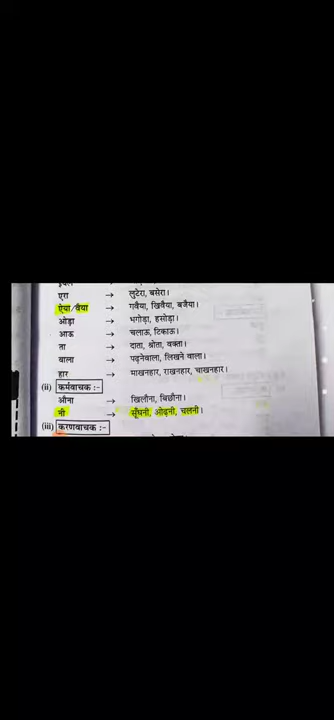 एरा → लुटेरा, बसेरा।
ऐया/वैया → गवैया, खिवैया, बजैया।
ओड़ा → भगोड़ा, हसोड़ा।
आऊ → चलाऊ, टिकाऊ।
ता → दाता, श्रोता, वक्ता।
वाला → पढ़नेवाला, लिखने वाला।
हार → माखनहार, राखनहार, चाखनहार।
(ii) कर्मवाचक :-
औना → खिलौना, बिछौना।
नी → सूँघनी, ओढ़नी, चलनी।
(iii) करणवाचक :-